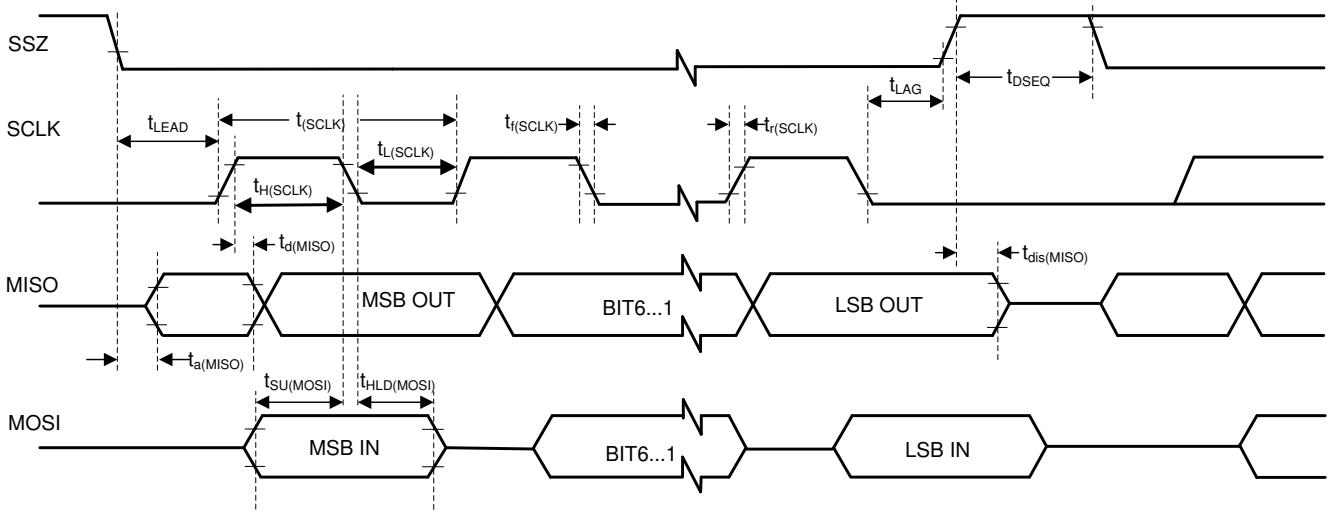 SSZ
tLAG
tDSEQ
SCLK
tLEAD
t(SCLK)
tf(SCLK)
tr(SCLK)
tL(SCLK)
tH(SCLK)
td(MISO)
tdis(MISO)
MISO
MSB OUT
BIT6...1
LSB OUT
ta(MISO)
tSU(MOSI)
tHLD(MOSI)
MOSI
MSB IN
BIT6...1
LSB IN